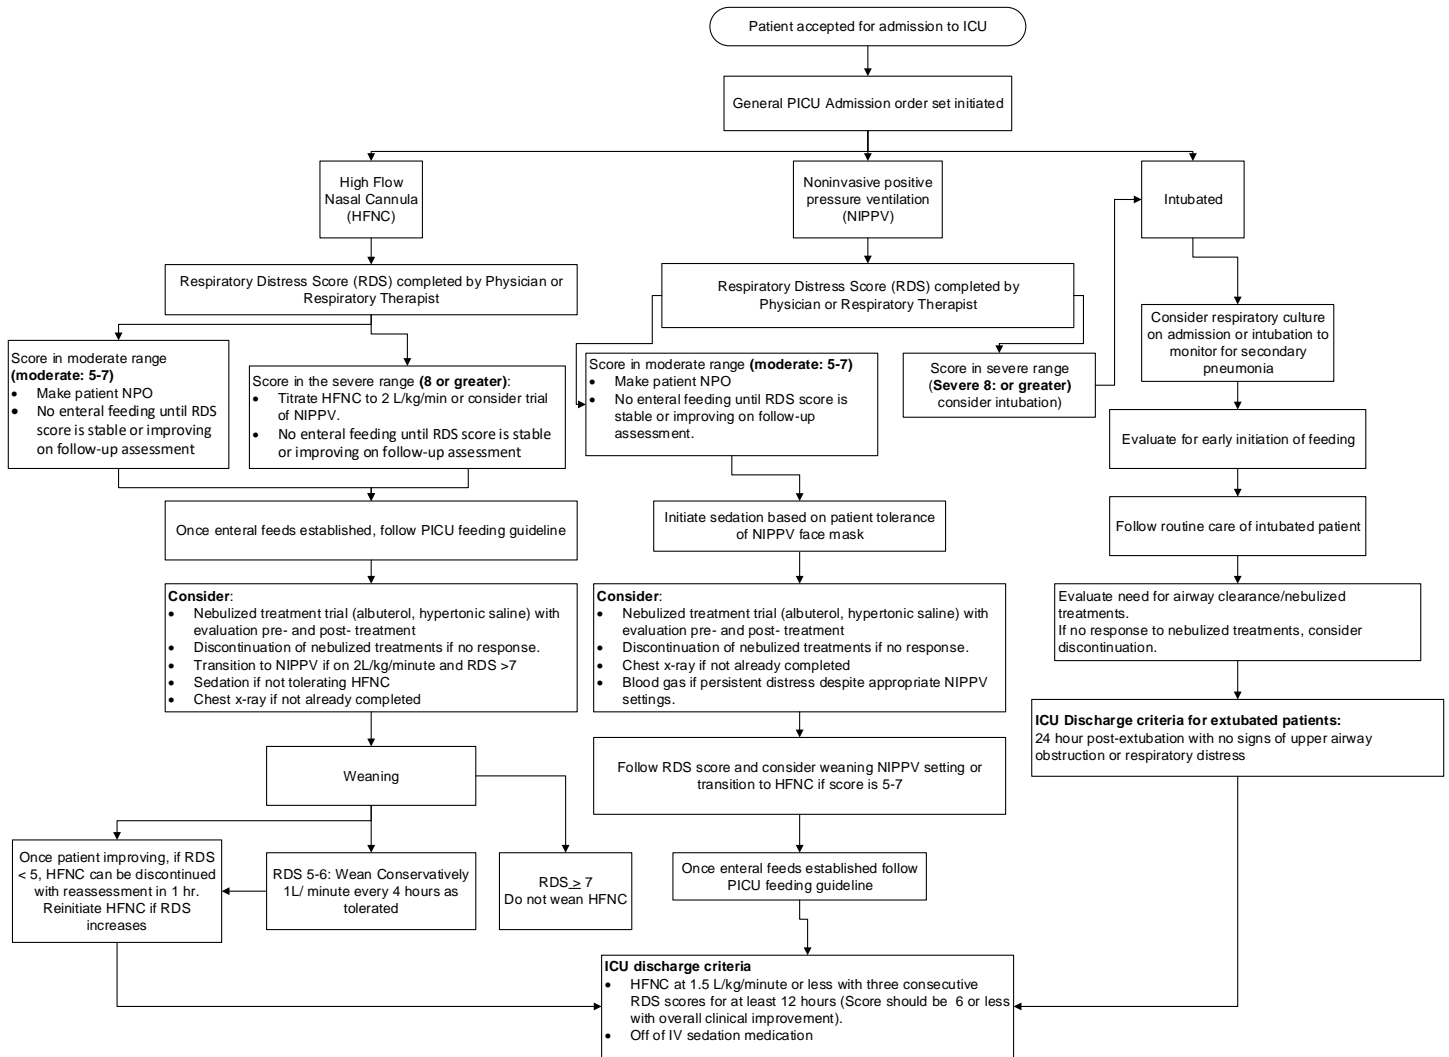 Patient accepted for admission to ICU
General PICU Admission order set initiated
High Flow
Nasal Cannula
(HFNC)
Noninvasive positive
pressure ventilation
(NIPPV)
Intubated
Respiratory Distress Score (RDS) completed by Physician or
Respiratory Therapist
Respiratory Distress Score (RDS) completed by
Physician or Respiratory Therapist
Consider respiratory culture
on admission or intubation to
monitor for secondary
pneumonia
Score in moderate range
(moderate: 5-7)
• Make patient NPO
• No enteral feeding until RDS
score is stable or improving
on follow-up assessment
Score in the severe range (8 or greater):
• Titrate HFNC to 2 L/kg/min or consider trial
of NIPPV.
• No enteral feeding until RDS score is stable
or improving on follow-up assessment
Score in moderate range (moderate: 5-7)
• Make patient NPO
• No enteral feeding until RDS score is
stable or improving on follow-up
assessment.
Score in severe range
(Severe 8: or greater)
consider intubation)
Evaluate for early initiation of feeding
Once enteral feeds established, follow PICU feeding guideline
Initiate sedation based on patient tolerance
of NIPPV face mask
Follow routine care of intubated patient
Consider:
• Nebulized treatment trial (albuterol, hypertonic saline) with
evaluation pre- and post- treatment
• Discontinuation of nebulized treatments if no response.
• Transition to NIPPV if on 2L/kg/minute and RDS >7
• Sedation if not tolerating HFNC
• Chest x-ray if not already completed
Consider:
• Nebulized treatment trial (albuterol, hypertonic saline) with
evaluation pre- and post- treatment
• Discontinuation of nebulized treatments if no response.
• Chest x-ray if not already completed
• Blood gas if persistent distress despite appropriate NIPPV
settings.
Evaluate need for airway clearance/nebulized
treatments.
If no response to nebulized treatments, consider
discontinuation.
ICU Discharge criteria for extubated patients:
24 hour post-extubation with no signs of upper airway
obstruction or respiratory distress
Weaning
Follow RDS score and consider weaning NIPPV setting or
transition to HFNC if score is 5-7
Once patient improving, if RDS
< 5, HFNC can be discontinued
with reassessment in 1 hr.
Reinitiate HFNC if RDS
increases
RDS 5-6: Wean Conservatively
1L/ minute every 4 hours as
tolerated
RDS ≥ 7
Do not wean HFNC
Once enteral feeds established follow
PICU feeding guideline
ICU discharge criteria
• HFNC at 1.5 L/kg/minute or less with three consecutive
RDS scores for at least 12 hours (Score should be 6 or less
with overall clinical improvement).
• Off of IV sedation medication